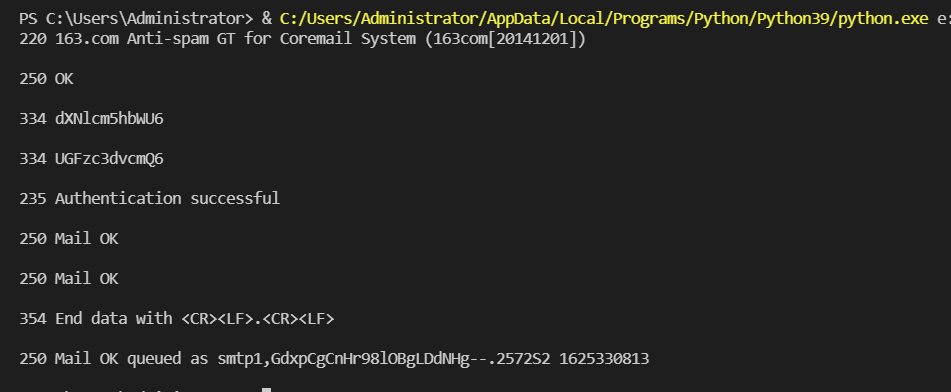 PS C:\Users\Administrator> & C:/Users/Administrator/AppData/Local/Programs/Python/Python39/python.exe e:
220 163.com Anti-spam GT for Coremail System (163com[20141201])
250 OK
334 dXNlcm5hbWU6
334 UGFzc3dvcmQ6
235 Authentication successful
250 Mail OK
250 Mail OK
354 End data with <CR><LF>.<CR><LF>
250 Mail OK queued as smtp1,GdxpCgCnHr98lOBgLDdNHg--.2572S2 1625330813